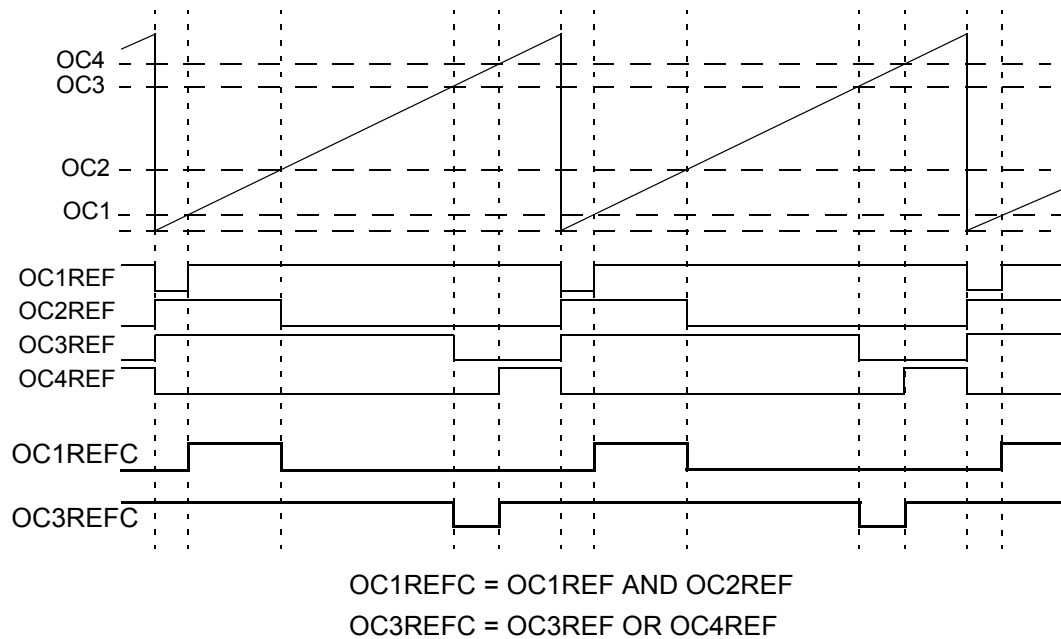 OC4
OC3
OC2
OC1
OC1REF
OC2REF
OC3REF
OC4REF
OC1REFC
OC3REFC
OC1REFC = OC1REF AND OC2REF
OC3REFC = OC3REF OR OC4REF